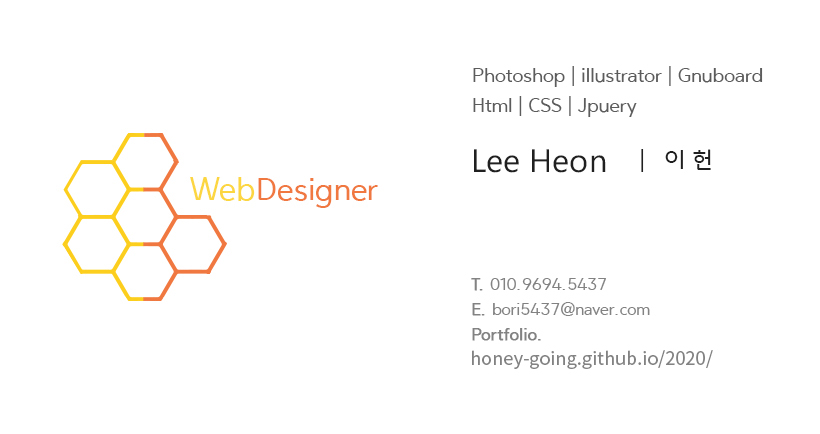 WebDesigner
Photoshop | illustrator | Gnuboard
Html | CSS | Jpuery
Lee Heon | 이 헌
T. 010.9694.5437
E. bori5437@naver.com
Portfolio.
honey-going.github.io/2020/